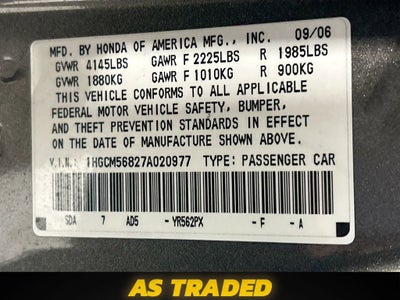 MFD. BY HONDA OF AMERICA MFG., INC. 09/06
GVWR 4145LBS GAWR F 2225LBS R 1985LBS
GVWR 1880KG GAWR F 1010KG R 900KG
THIS VEHICLE CONFORMS TO ALL APPLICABLE
FEDERAL MOTOR VEHICLE SAFETY, BUMPER,
AND THEFT PREVENTION STANDARDS IN EFFECT
ON THE DATE OF MANUFACTURE SHOWN ABOVE.
V.I.N.: 1HGCM56827A020977 TYPE: PASSENGER CAR
SDA 7 AD5 - YR562PX - F - A
AS TRADED